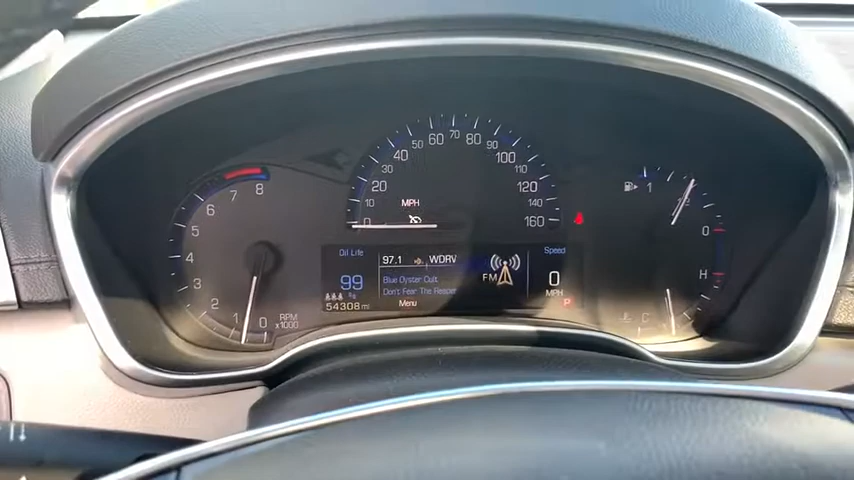 50 60 70 80 90
40 100
30 110
20 120
10 140
0 160
MPH
8
7
6
5
4
3
2
1
0
RPM
x1000
1
1/2
0
H
C
Oil Life
99
54308 mi
97.1 WDRV
Blue Oyster Cult
Don't Fear The Reaper
Menu
FM
Speed
0
MPH
P